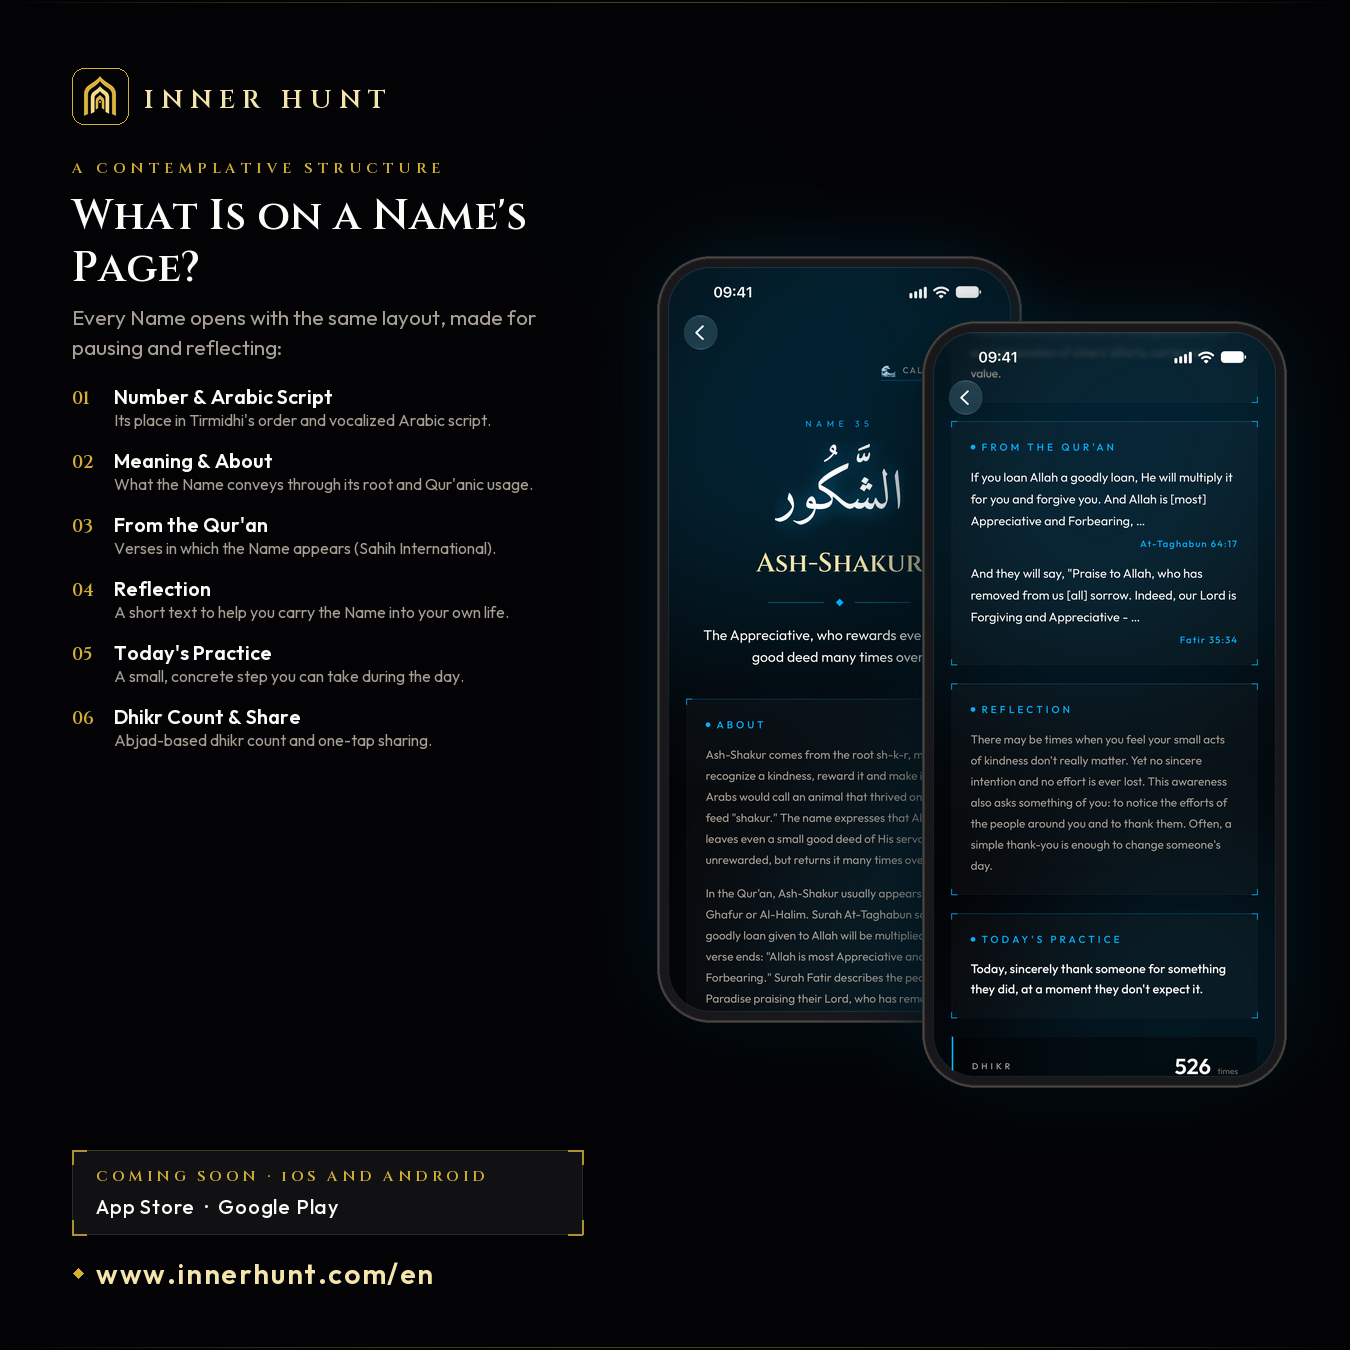 INNER HUNT
A CONTEMPLATIVE STRUCTURE
What Is on a Name's
Page?
Every Name opens with the same layout, made for
pausing and reflecting:
01 Number & Arabic Script
Its place in Tirmidhi's order and vocalized Arabic script.
02 Meaning & About
What the Name conveys through its root and Qur'anic usage.
03 From the Qur'an
Verses in which the Name appears (Sahih International).
04 Reflection
A short text to help you carry the Name into your own life.
05 Today's Practice
A small, concrete step you can take during the day.
06 Dhikr Count & Share
Abjad-based dhikr count and one-tap sharing.
COMING SOON · iOS AND ANDROID
App Store · Google Play
www.innerhunt.com/en
09:41
NAME 35
الشَّكُور
Ash-Shakur
The Appreciative, who rewards
good deed many times over
ABOUT
Ash-Shakur comes from the root sh-k-r,
recognize a kindness, reward it and make
Arabs would call an animal that thrived on
feed "shakur." The name expresses that
leaves even a small good deed of His
unrewarded, but returns it many times
In the Qur'an, Ash-Shakur usually appears
Ghafur or Al-Halim. Surah At-Taghabun
goodly loan given to Allah will be multiplied
verse ends: "Allah is most Appreciative
Forbearing." Surah Fatir describes the
Paradise praising their Lord, who has
09:41
value.
FROM THE QUR'AN
If you loan Allah a goodly loan, He will multiply it
for you and forgive you. And Allah is [most]
Appreciative and Forbearing, ...
At-Taghabun 64:17
And they will say, "Praise to Allah, who has
removed from us [all] sorrow. Indeed, our Lord is
Forgiving and Appreciative - ...
Fatir 35:34
REFLECTION
There may be times when you feel your small acts
of kindness don't really matter. Yet no sincere
intention and no effort is ever lost. This awareness
also asks something of you: to notice the efforts of
the people around you and to thank them. Often, a
simple thank-you is enough to change someone's
day.
TODAY'S PRACTICE
Today, sincerely thank someone for something
they did, at a moment they don't expect it.
DHIKR
526 times